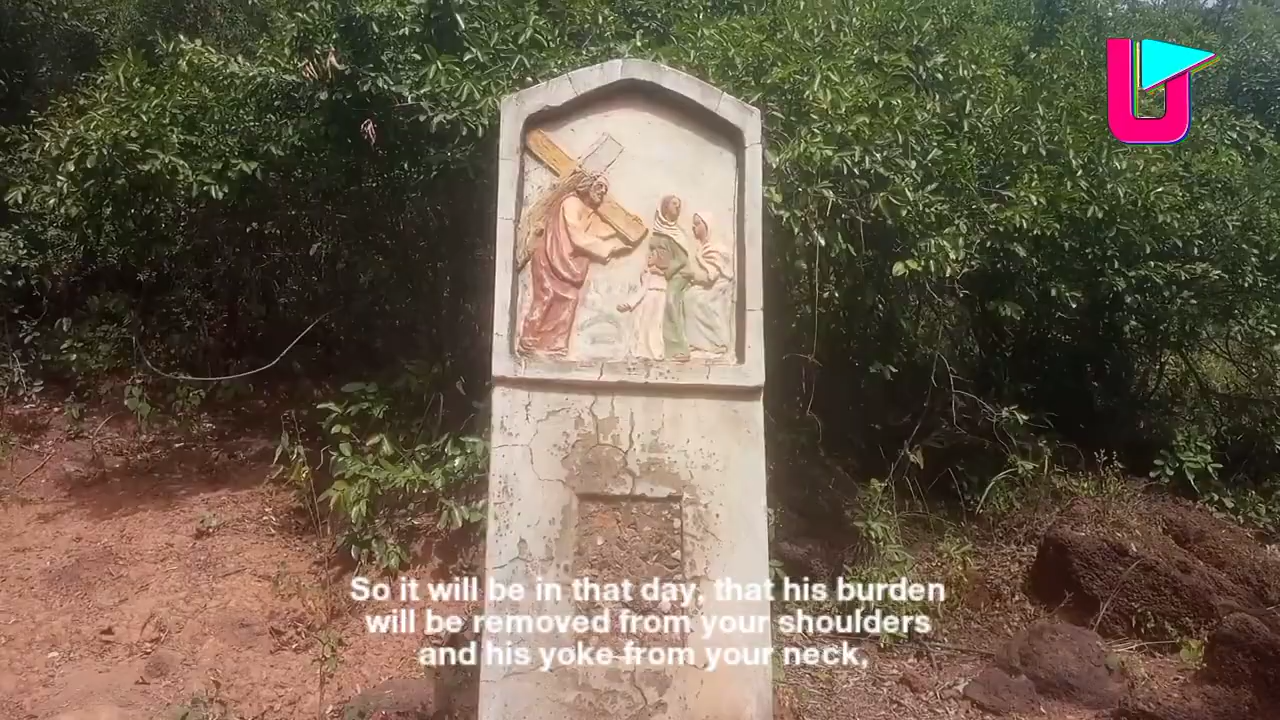 So it will be in that day, that his burden
will be removed from your shoulders
and his yoke from your neck,